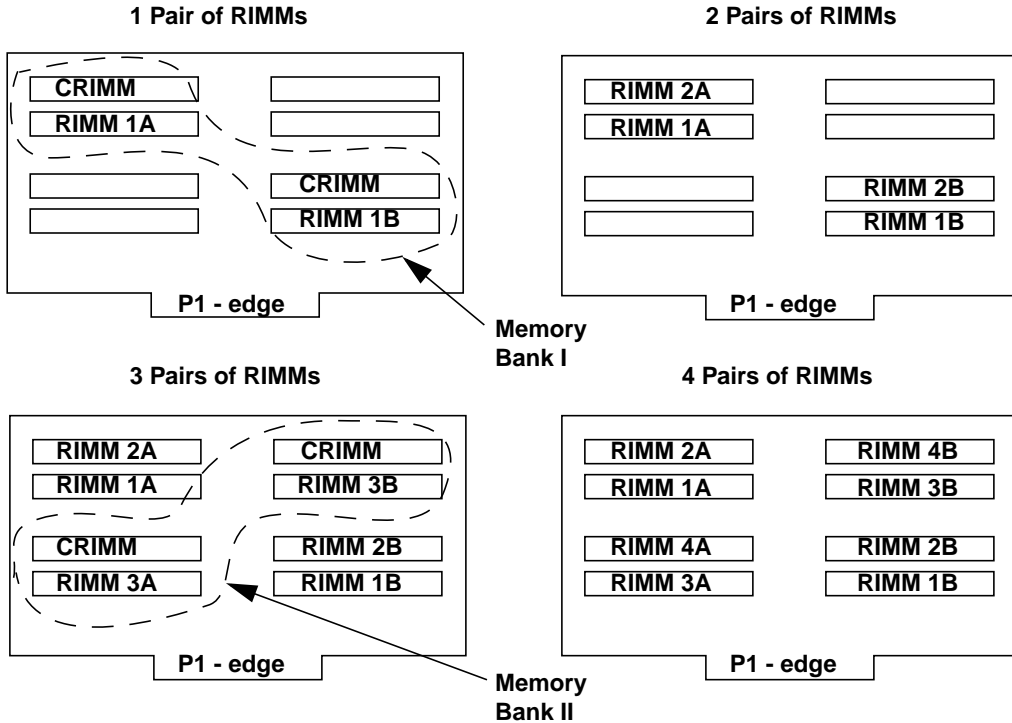 1 Pair of RIMMs
CRIMM
RIMM 1A
CRIMM
RIMM 1B
P1 - edge
Memory
Bank I
2 Pairs of RIMMs
RIMM 2A
RIMM 1A
RIMM 2B
RIMM 1B
P1 - edge
3 Pairs of RIMMs
RIMM 2A
RIMM 1A
CRIMM
RIMM 3B
CRIMM
RIMM 3A
RIMM 2B
RIMM 1B
P1 - edge
Memory
Bank II
4 Pairs of RIMMs
RIMM 2A
RIMM 1A
RIMM 4B
RIMM 3B
RIMM 4A
RIMM 3A
RIMM 2B
RIMM 1B
P1 - edge